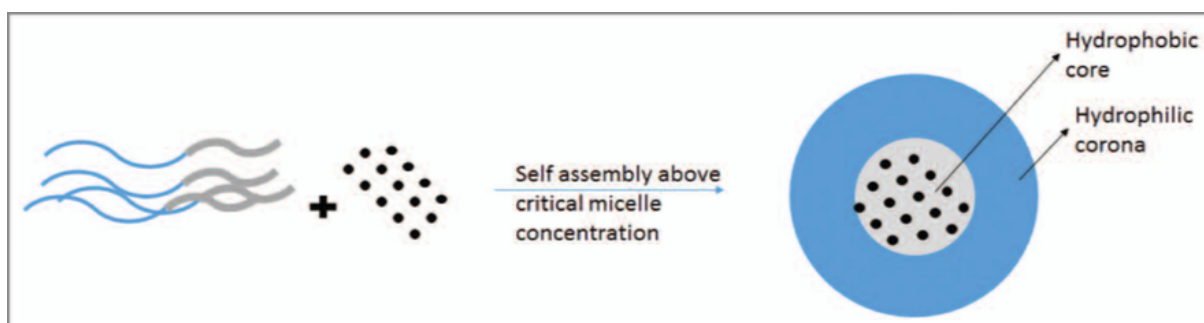 Hydrophobic
core
Hydrophilic
corona
Self assembly above
critical micelle
concentration